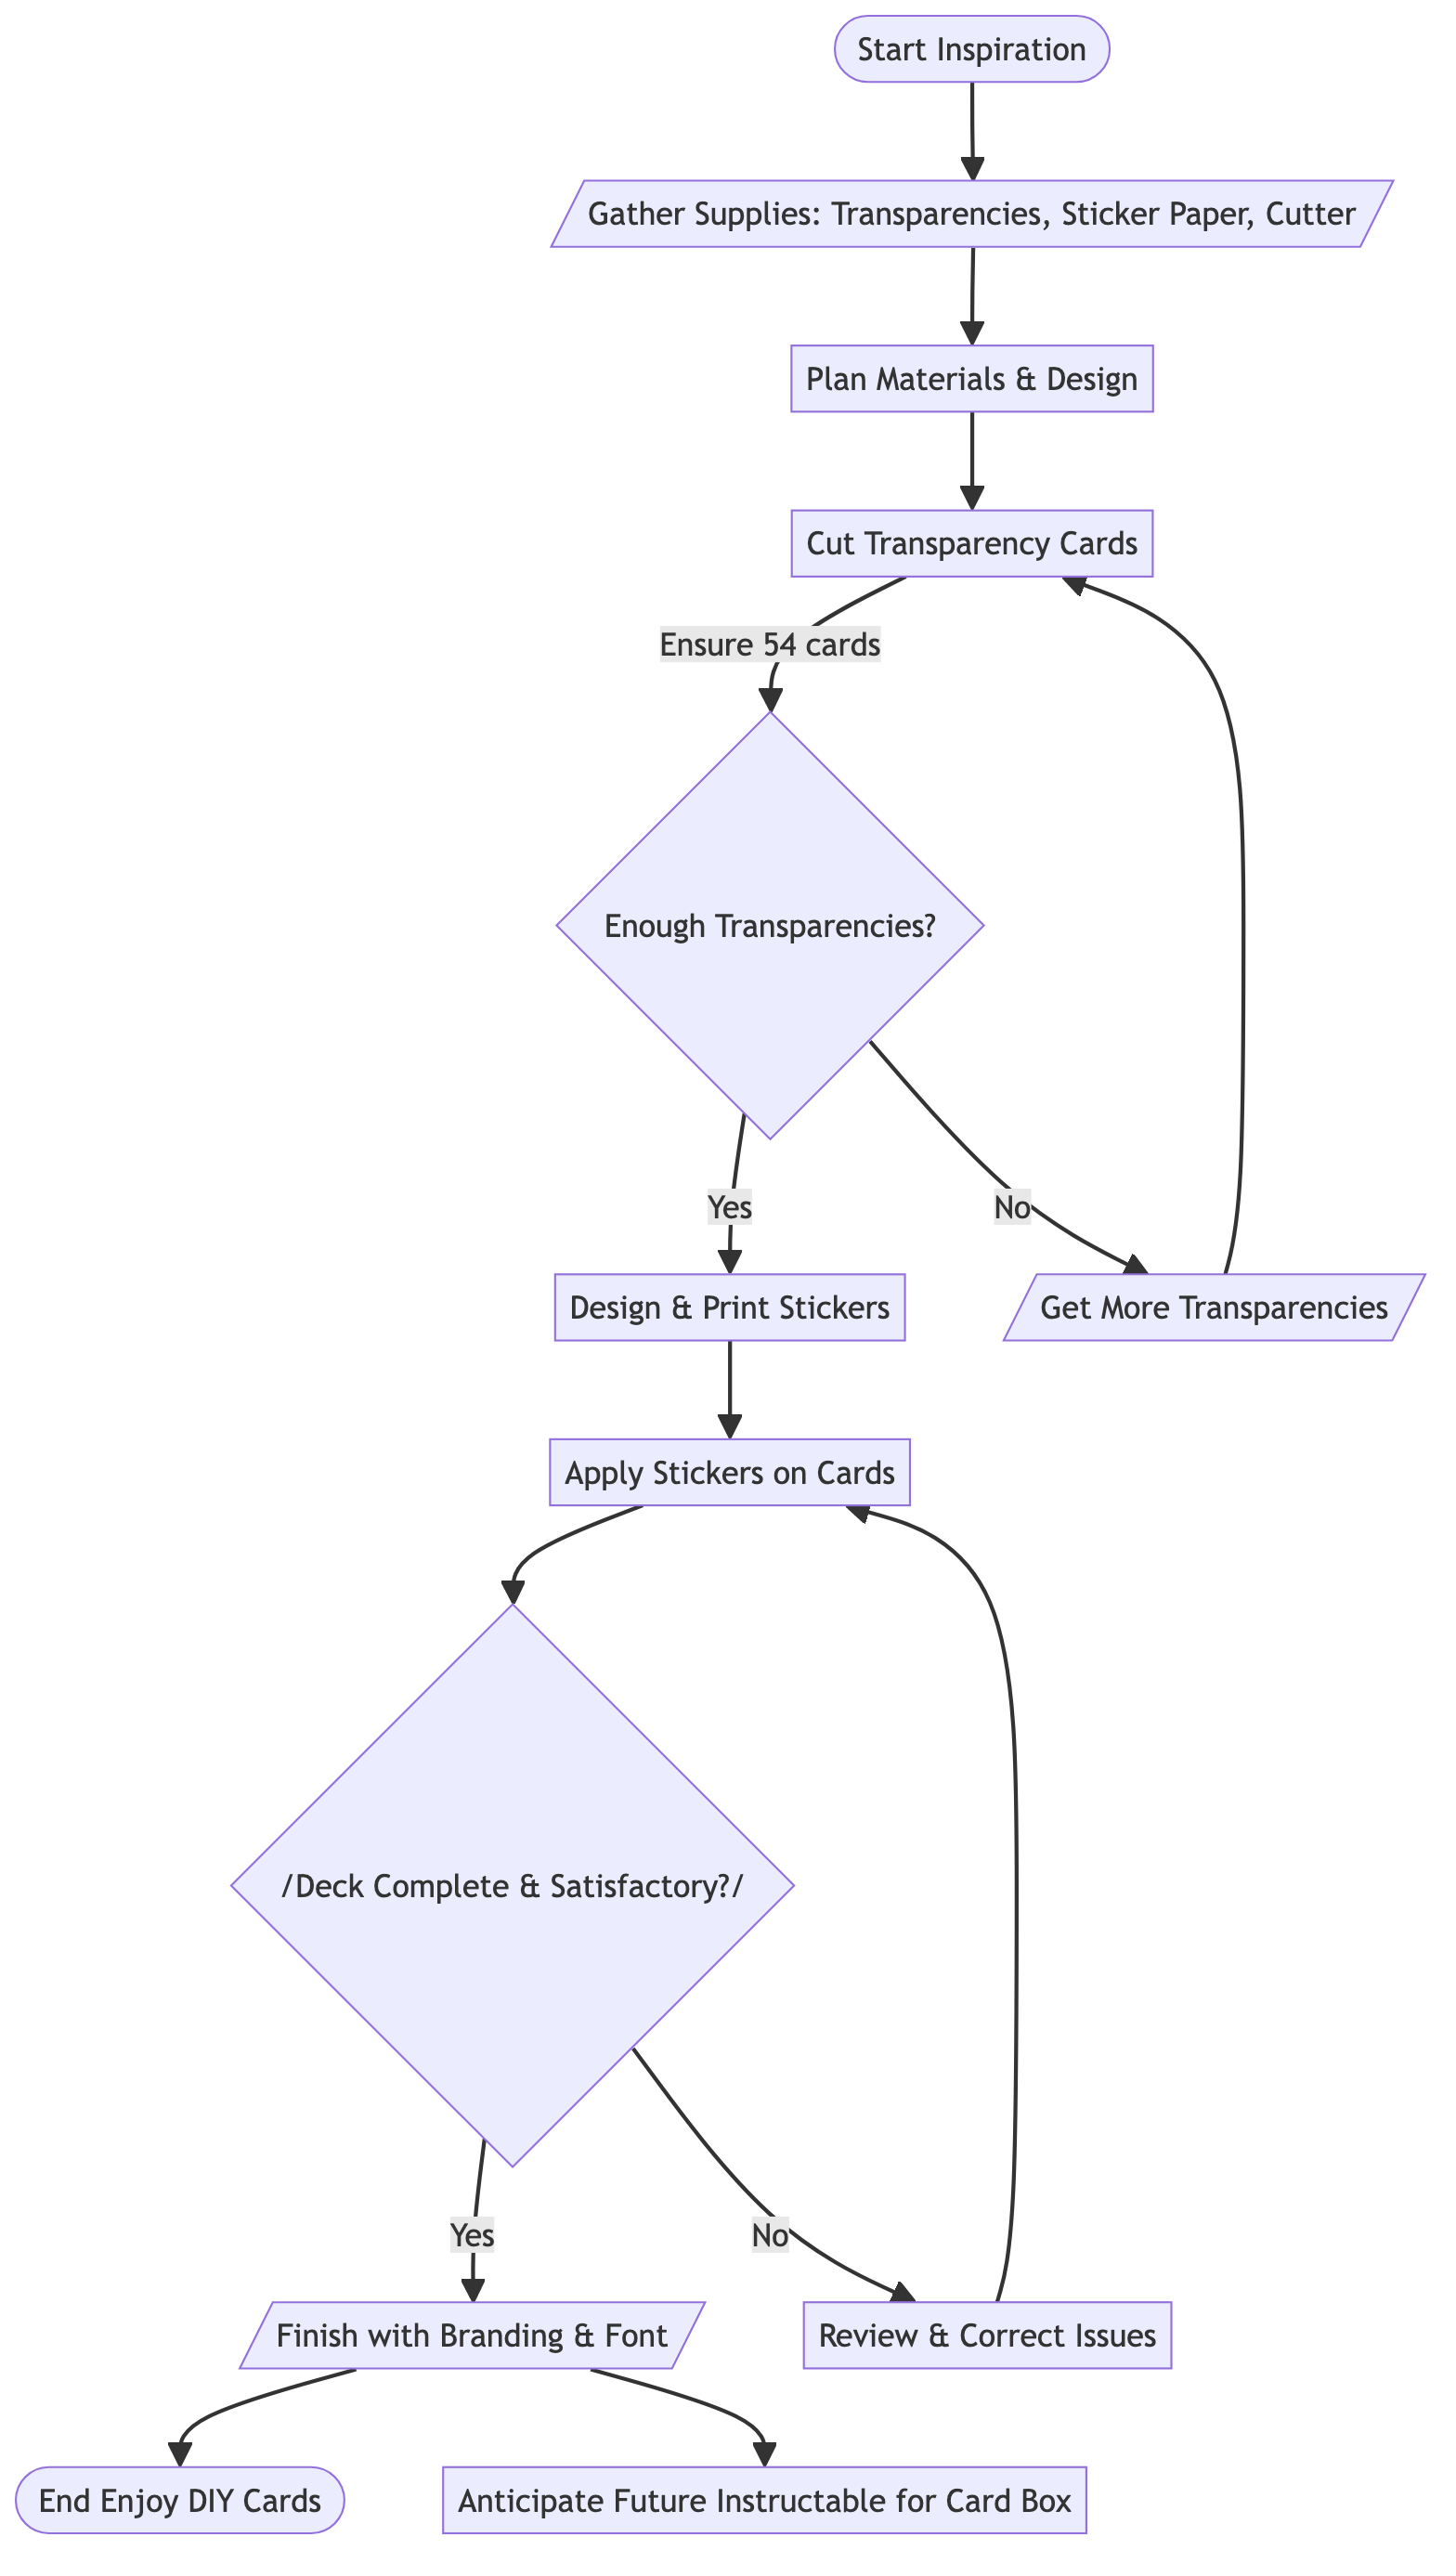 Start Inspiration
Gather Supplies: Transparencies, Sticker Paper, Cutter
Plan Materials & Design
Cut Transparency Cards
Ensure 54 cards
Enough Transparencies?
Yes
No
Design & Print Stickers
Get More Transparencies
Apply Stickers on Cards
/Deck Complete & Satisfactory?/
Yes
No
Finish with Branding & Font
Review & Correct Issues
End Enjoy DIY Cards
Anticipate Future Instructable for Card Box